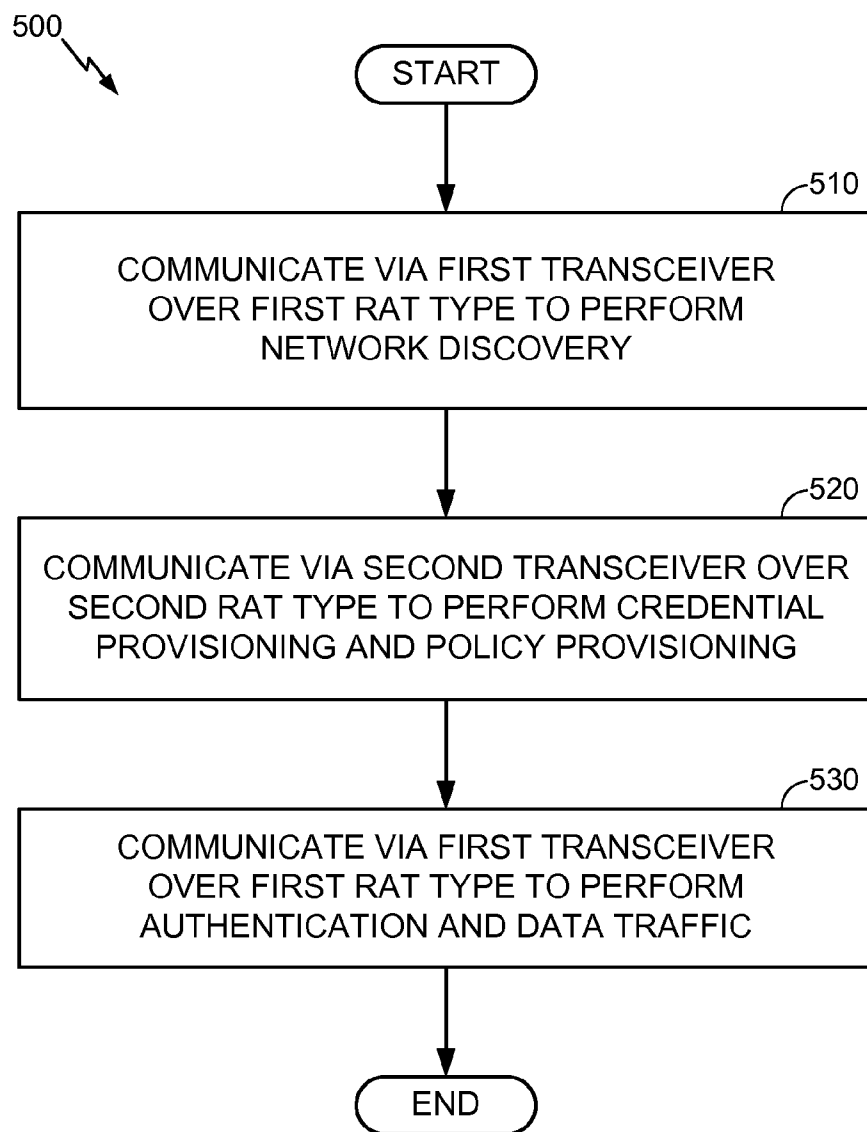 500
START
510
COMMUNICATE VIA FIRST TRANSCEIVER
OVER FIRST RAT TYPE TO PERFORM
NETWORK DISCOVERY
520
COMMUNICATE VIA SECOND TRANSCEIVER OVER
SECOND RAT TYPE TO PERFORM CREDENTIAL
PROVISIONING AND POLICY PROVISIONING
530
COMMUNICATE VIA FIRST TRANSCEIVER
OVER FIRST RAT TYPE TO PERFORM
AUTHENTICATION AND DATA TRAFFIC
END